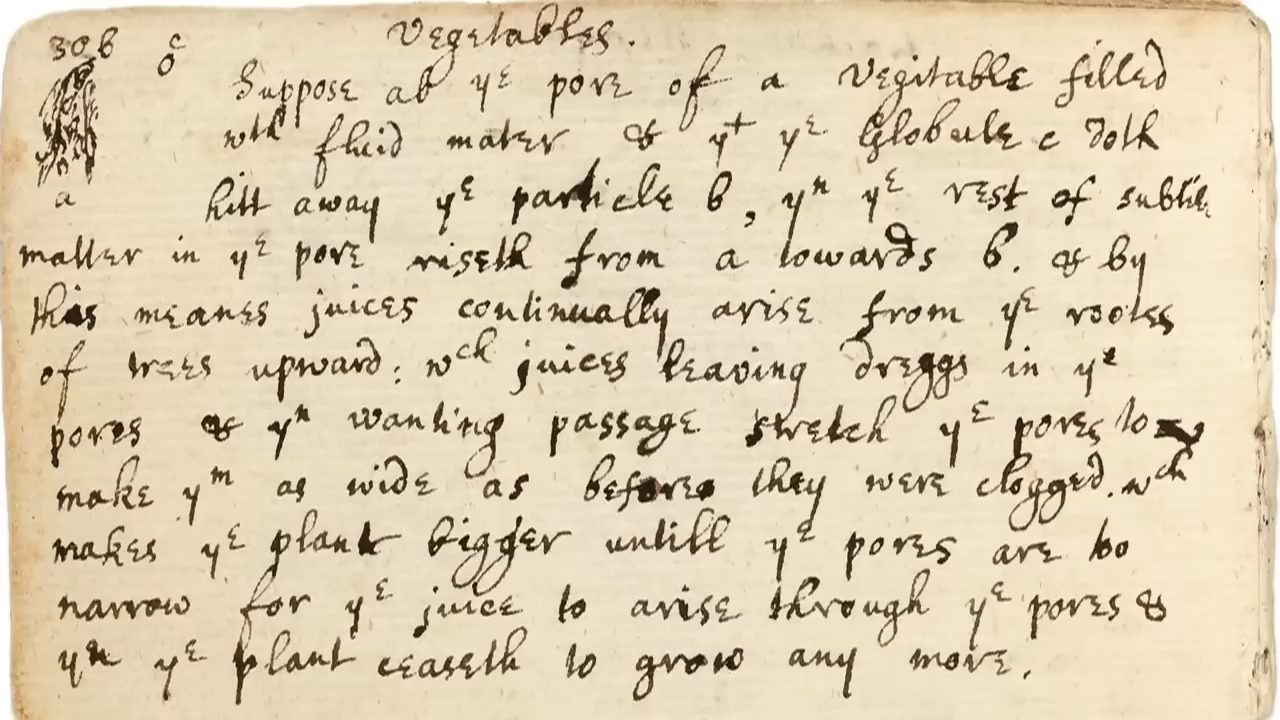 306 c Vegetables.
o
Suppose ab yᵉ pore of a Vegitable filled
wth fluid mater & yᵗ yᵉ Globule c doth
a hitt away yᵉ particle b, yⁿ yᵉ rest of subtile
matter in yᵉ pore riseth from a towards b. & by
this meanes juices continually arise from yᵉ rootes
of trees upward: wᶜʰ juices leaving dreggs in yᵉ
pores & yⁿ wanting passage stretch yᵉ pores to
make yᵐ as wide as before they were clogged. wᶜʰ
makes yᵉ plant bigger untill yᵉ pores are too
narrow for yᵉ juice to arise through yᵉ pores &
yⁿ yᵉ plant ceaseth to grow any more.